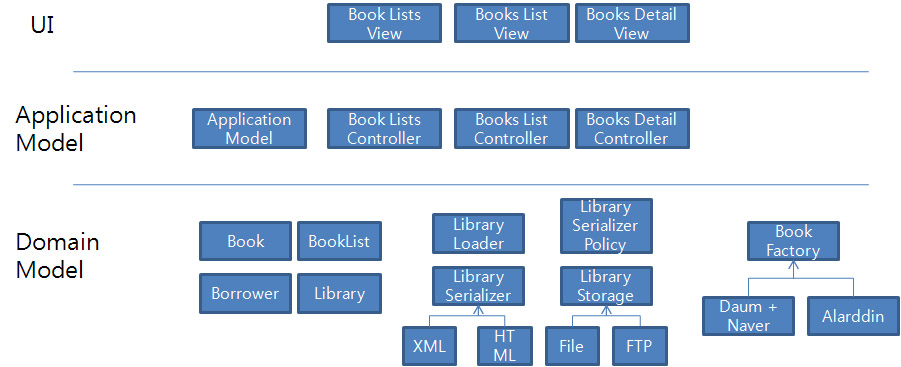 UI
Book Lists
View
Books List
View
Books Detail
View
Application
Model
Application
Model
Book Lists
Controller
Books List
Controller
Books Detail
Controller
Domain
Model
Book
BookList
Library
Loader
Library
Serializer
Policy
Book
Factory
Borrower
Library
Library
Serializer
Library
Storage
XML
HT
ML
File
FTP
Daum +
Naver
Alarddin